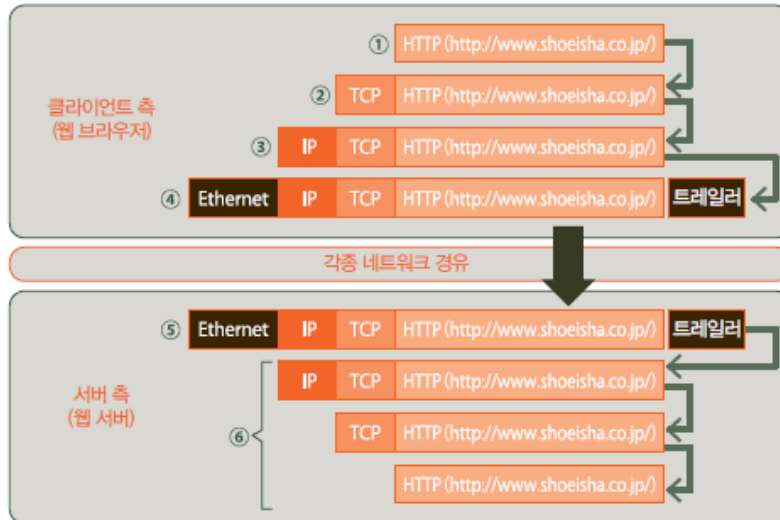 ① HTTP(http://www.shoeisha.co.jp/)
② TCP HTTP(http://www.shoeisha.co.jp/)
클라이언트 측
(웹 브라우저)
③ IP TCP HTTP(http://www.shoeisha.co.jp/)
④ Ethernet IP TCP HTTP(http://www.shoeisha.co.jp/) 트레일러
각종 네트워크 경유
⑤ Ethernet IP TCP HTTP(http://www.shoeisha.co.jp/) 트레일러
IP TCP HTTP(http://www.shoeisha.co.jp/)
서버 측
(웹 서버)
⑥ TCP HTTP(http://www.shoeisha.co.jp/)
HTTP(http://www.shoeisha.co.jp/)